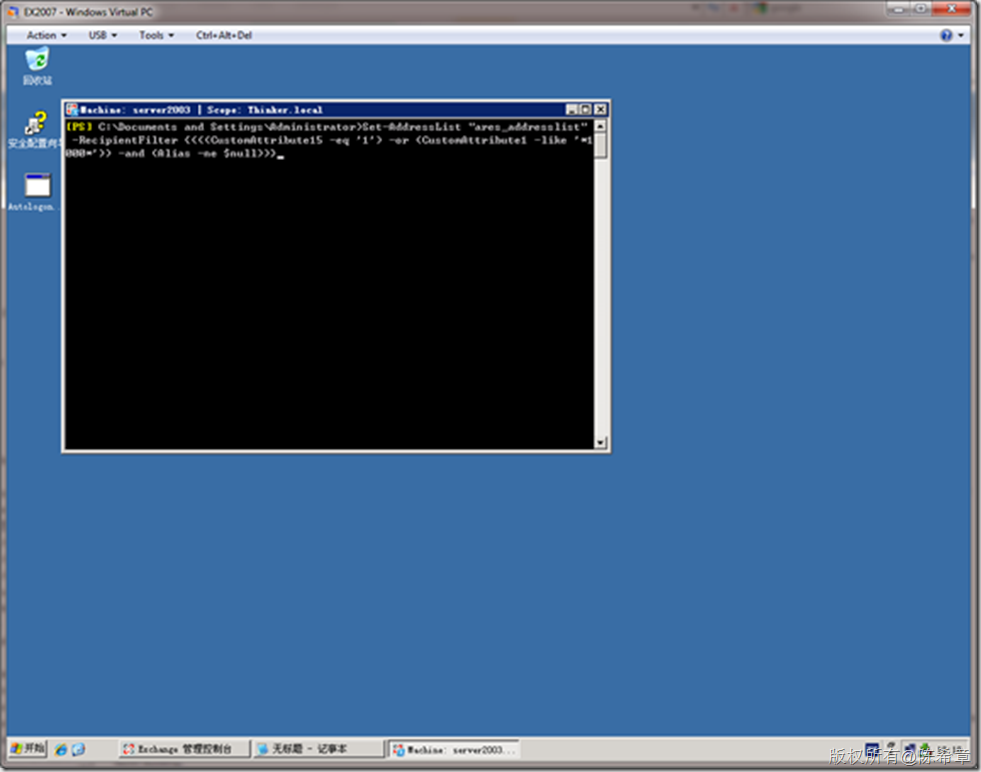 EX2007 - Windows Virtual PC
Action USB Tools Ctrl+Alt+Del
回收站
Machine: server2003 | Scope: Thinker.local
[PS] C:\Documents and Settings\Administrator>Set-AddressList "ares_addresslist"
-RecipientFilter ((((CustomAttribute15 -eq '1') -or (CustomAttribute1 -like '*1
000*')) -and (Alias -ne $null)))
安全配置向导
Autologon...
开始 Exchange 管理控制台 无标题 - 记事本 Machine: server2003...
版权所有@陈希章